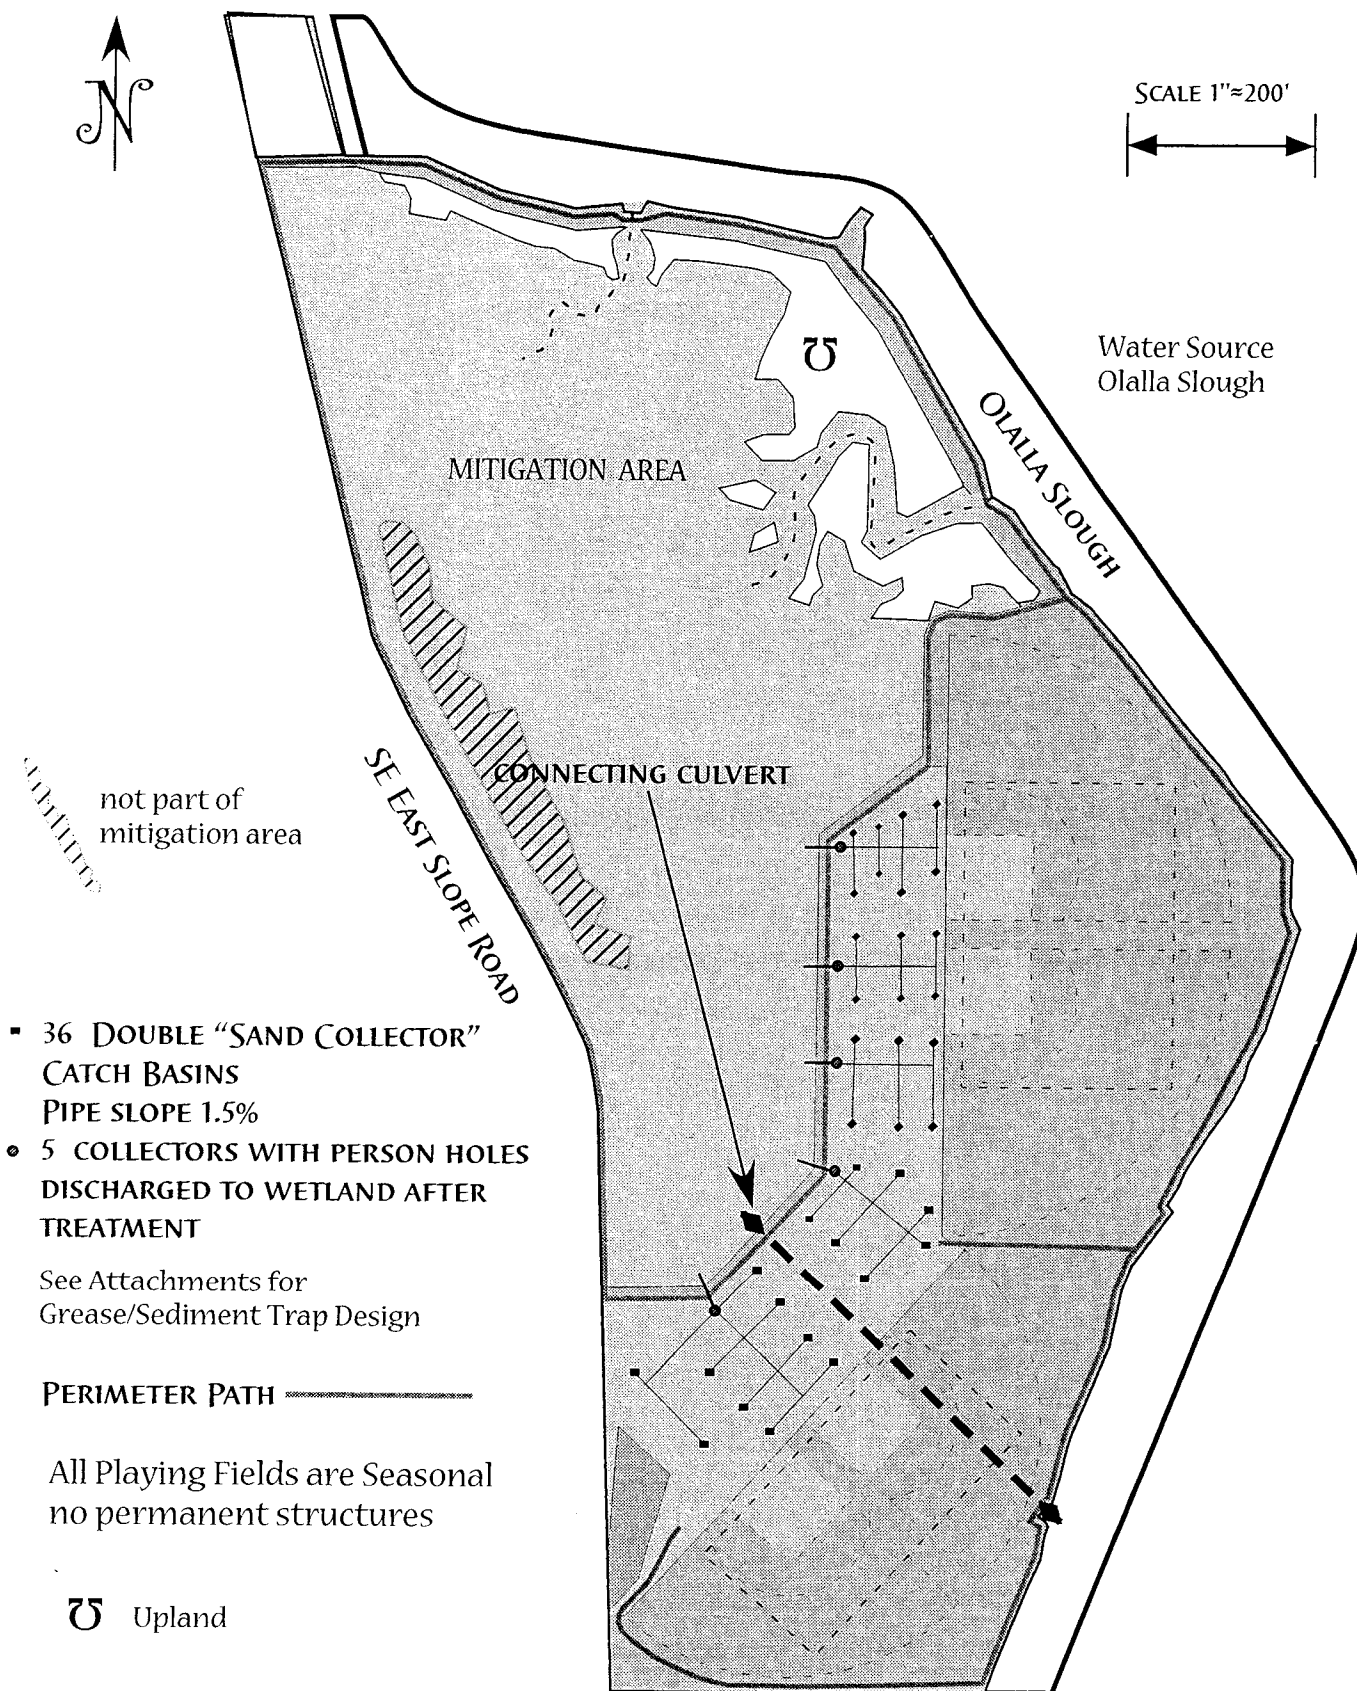 N
SCALE 1"≈200'
Water Source
Olalla Slough
Ʊ
OLALLA SLOUGH
MITIGATION AREA
CONNECTING CULVERT
SE EAST SLOPE ROAD
not part of
mitigation area
36 DOUBLE “SAND COLLECTOR”
CATCH BASINS
PIPE SLOPE 1.5%
5 COLLECTORS WITH PERSON HOLES
DISCHARGED TO WETLAND AFTER
TREATMENT
See Attachments for
Grease/Sediment Trap Design
PERIMETER PATH
All Playing Fields are Seasonal
no permanent structures
Ʊ Upland